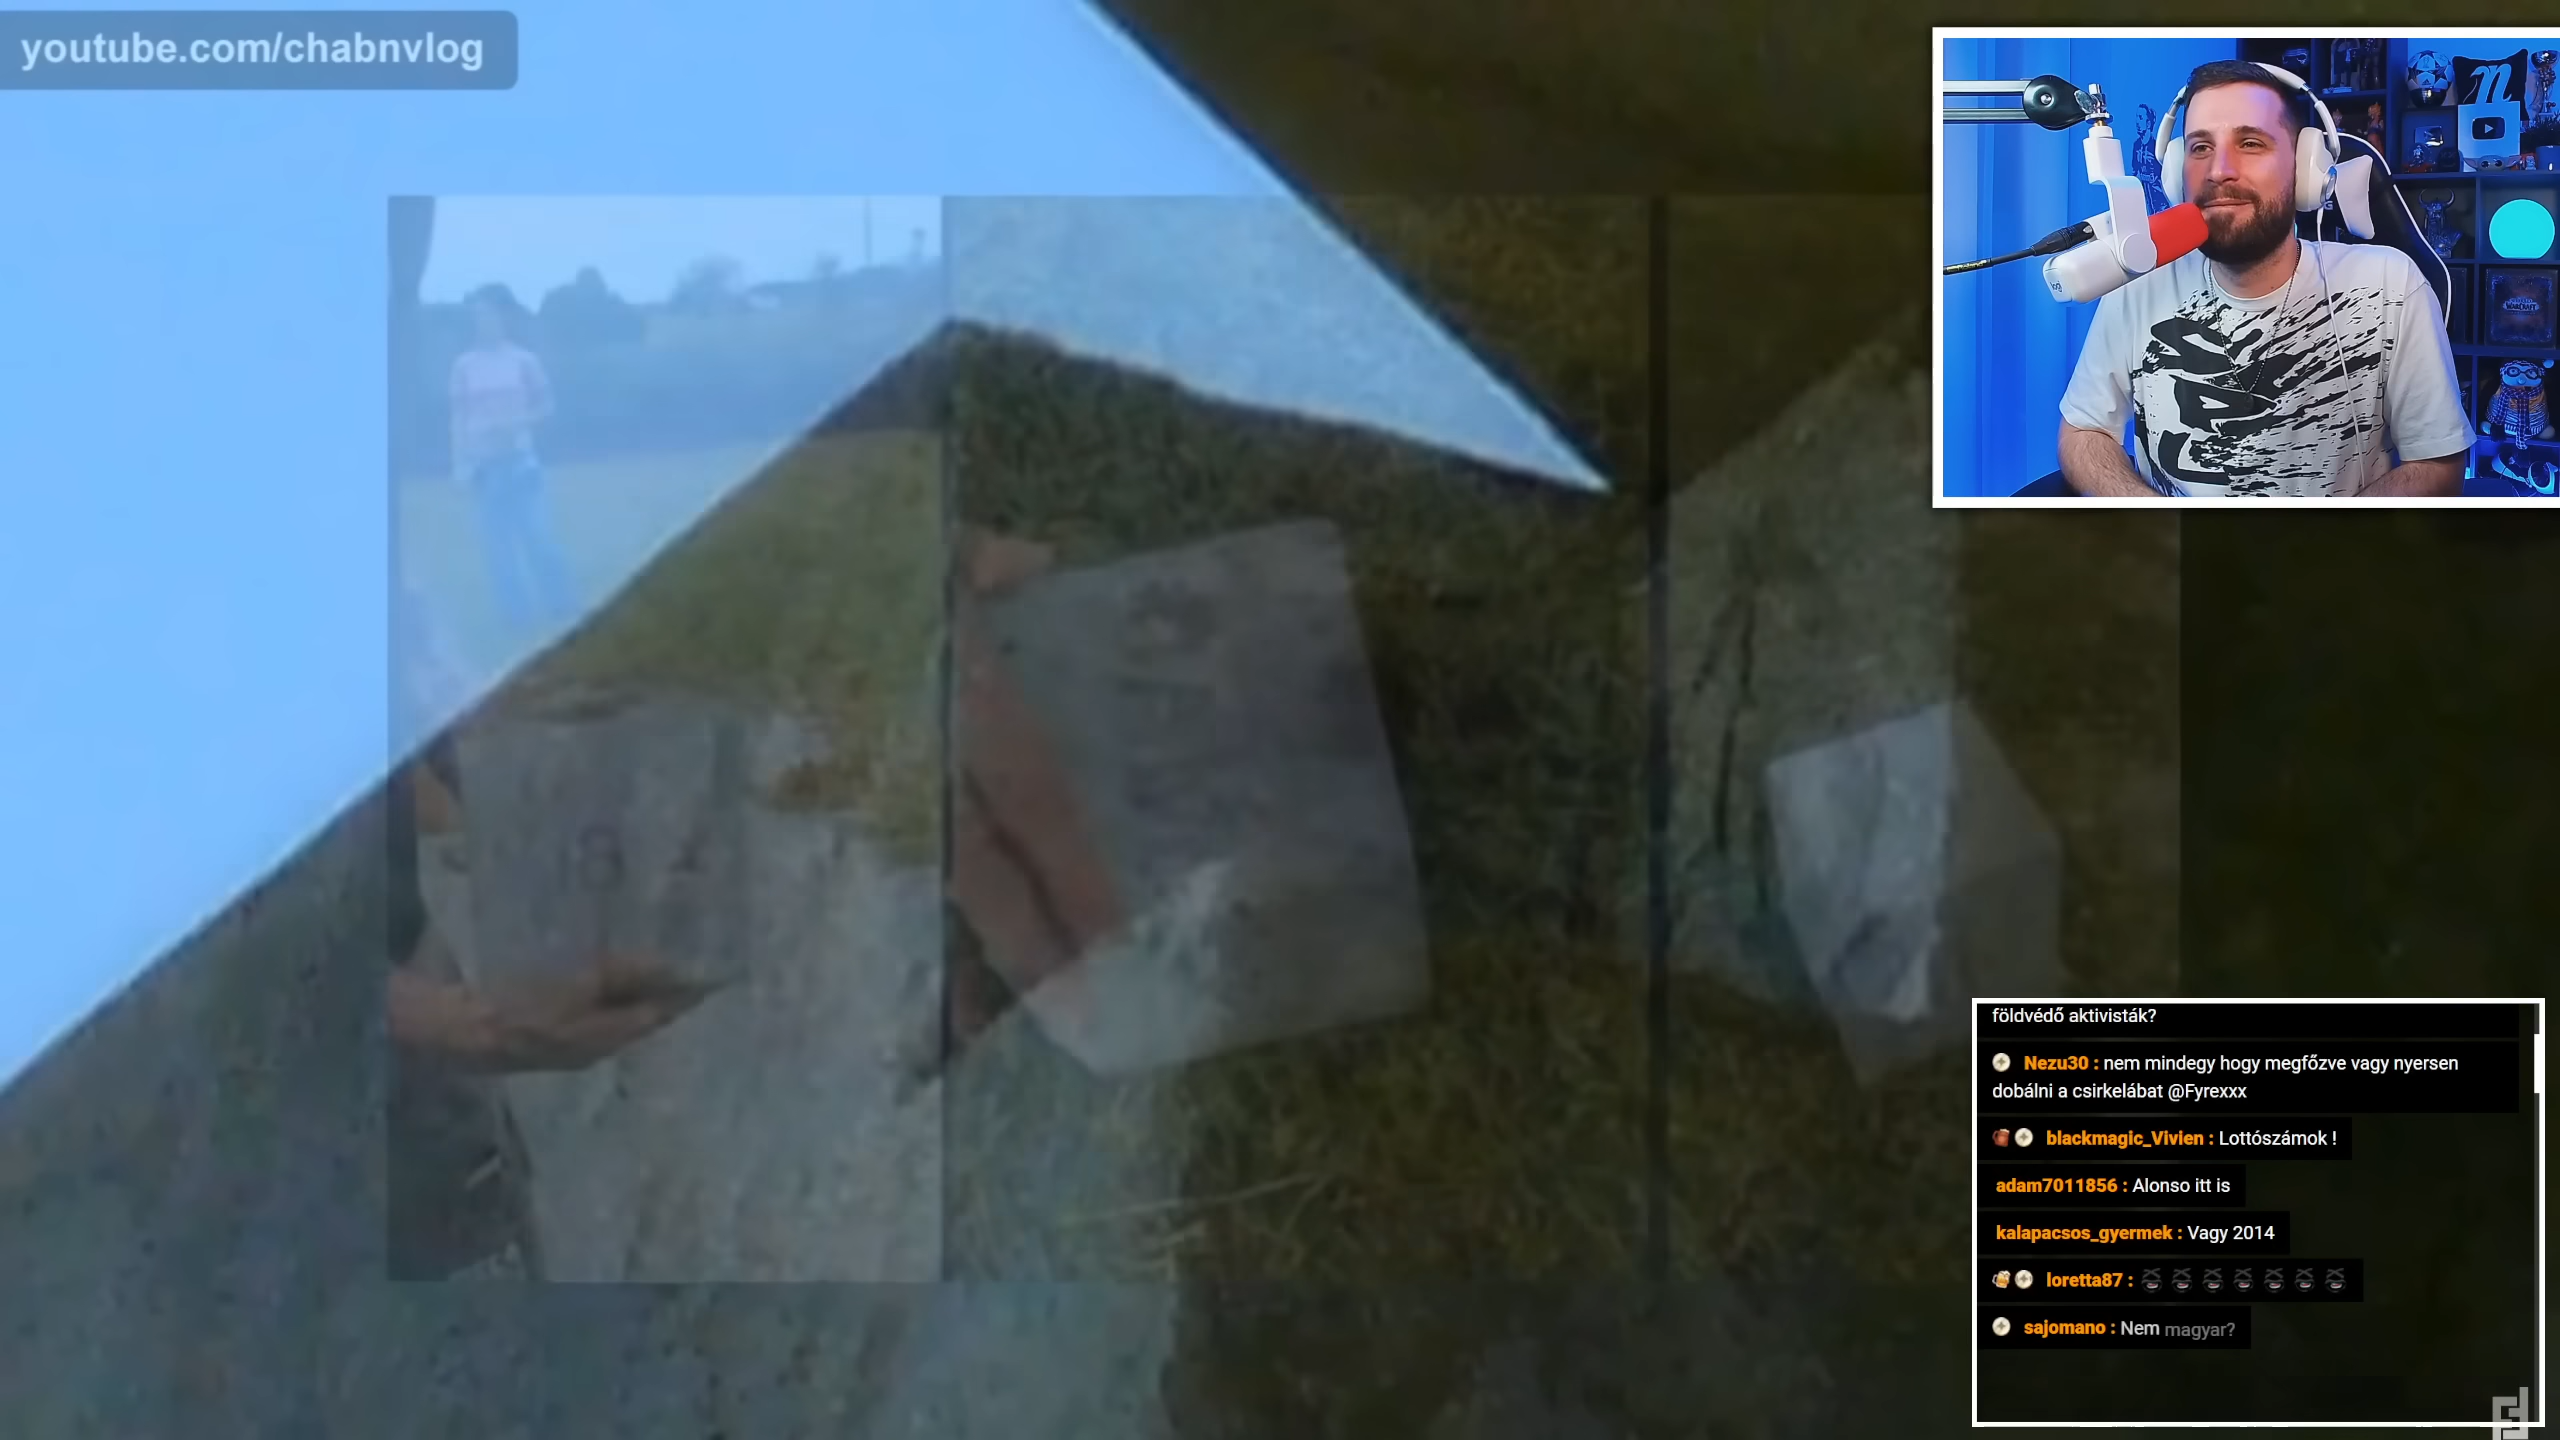 youtube.com/chabnvlog
földvédő aktivisták?
Nezu30 : nem mindegy hogy megfőzve vagy nyersen
dobálni a csirkelábat @Fyrexxx
blackmagic_Vivien : Lottószámok !
adam7011856 : Alonso itt is
kalapacsos_gyermek : Vagy 2014
loretta87 :
sajomano : Nem magyar?